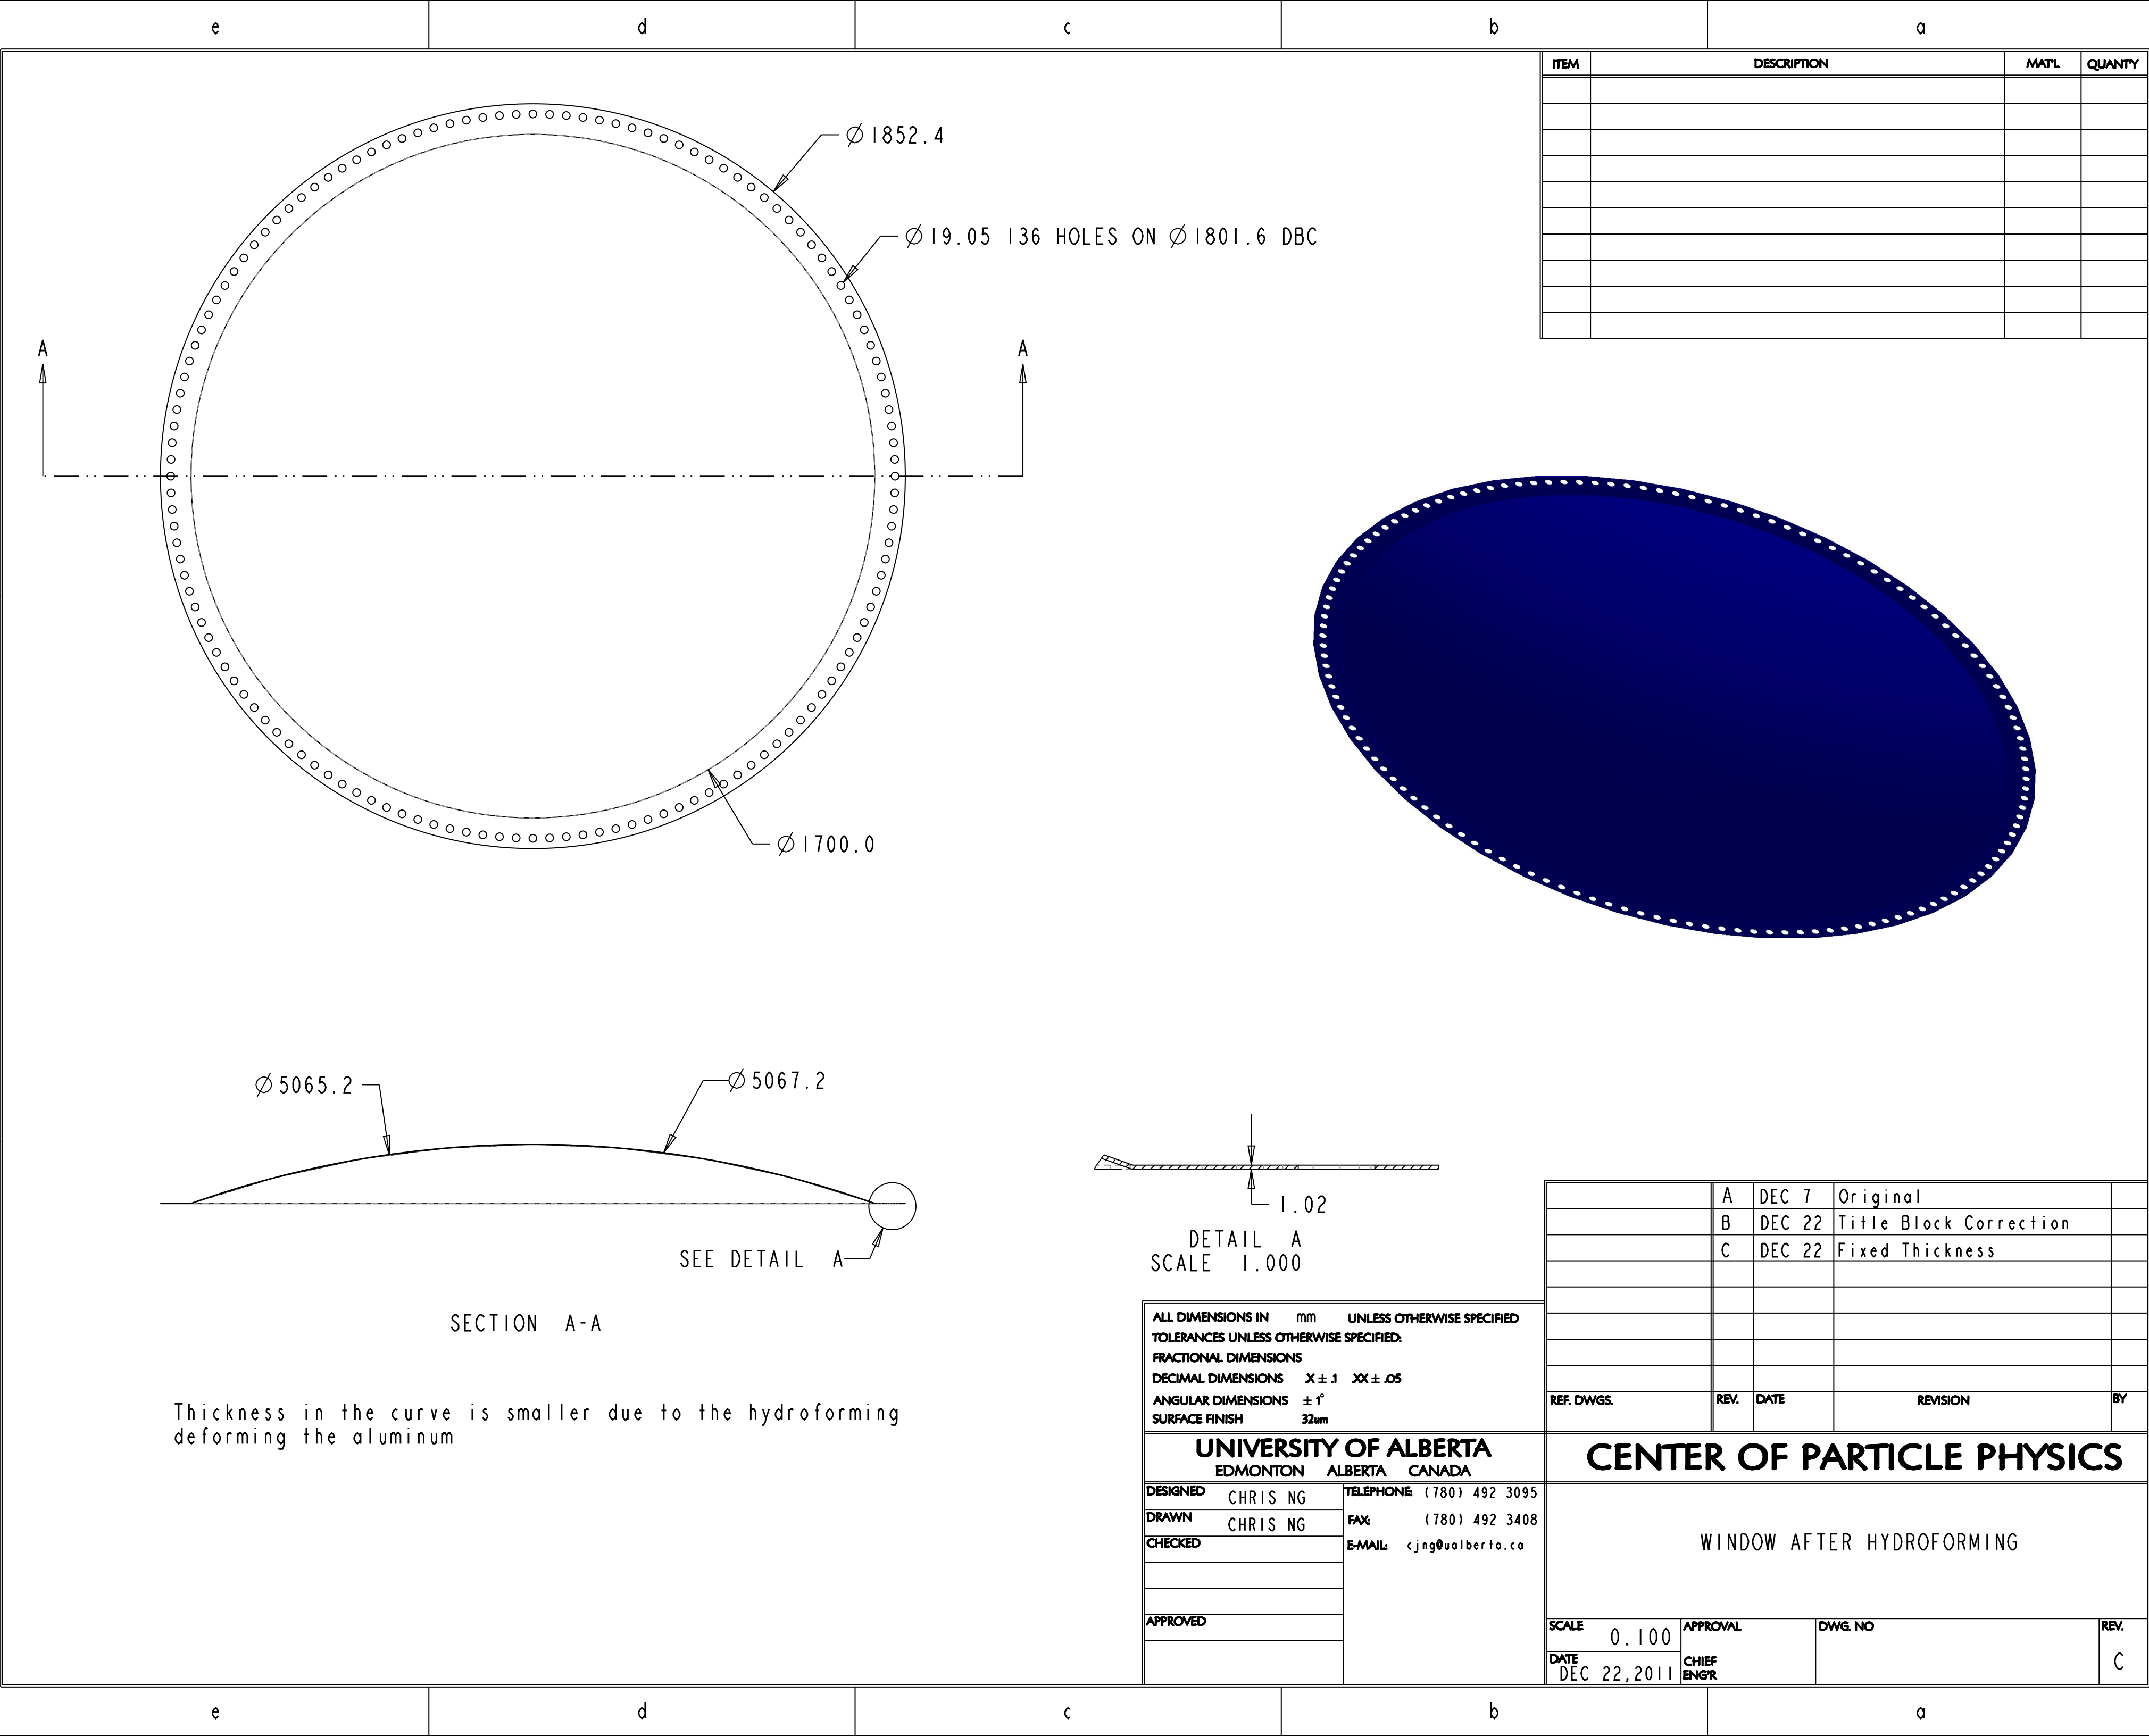 e d c b a
ITEM DESCRIPTION MAT'L QUANT'Y
Ø1852.4
Ø19.05 136 HOLES ON Ø1801.6 DBC
A A
Ø1700.0
Ø5065.2
Ø5067.2
SEE DETAIL A
SECTION A-A
1.02
DETAIL A
SCALE 1.000
Thickness in the curve is smaller due to the hydroforming
deforming the aluminum
A DEC 7 Original
B DEC 22 Title Block Correction
C DEC 22 Fixed Thickness
REF. DWGS. REV. DATE REVISION BY
ALL DIMENSIONS IN mm UNLESS OTHERWISE SPECIFIED
TOLERANCES UNLESS OTHERWISE SPECIFIED:
FRACTIONAL DIMENSIONS
DECIMAL DIMENSIONS .X ± .1 .XX ± .05
ANGULAR DIMENSIONS ± 1°
SURFACE FINISH 32um
UNIVERSITY OF ALBERTA
EDMONTON ALBERTA CANADA
CENTER OF PARTICLE PHYSICS
DESIGNED CHRIS NG
DRAWN CHRIS NG
CHECKED
APPROVED
TELEPHONE: (780) 492 3095
FAX: (780) 492 3408
E-MAIL: cjng@ualberta.ca
WINDOW AFTER HYDROFORMING
SCALE 0.100
DATE DEC 22,2011
APPROVAL
CHIEF
ENG'R
DWG. NO
REV.
C
e d c b a